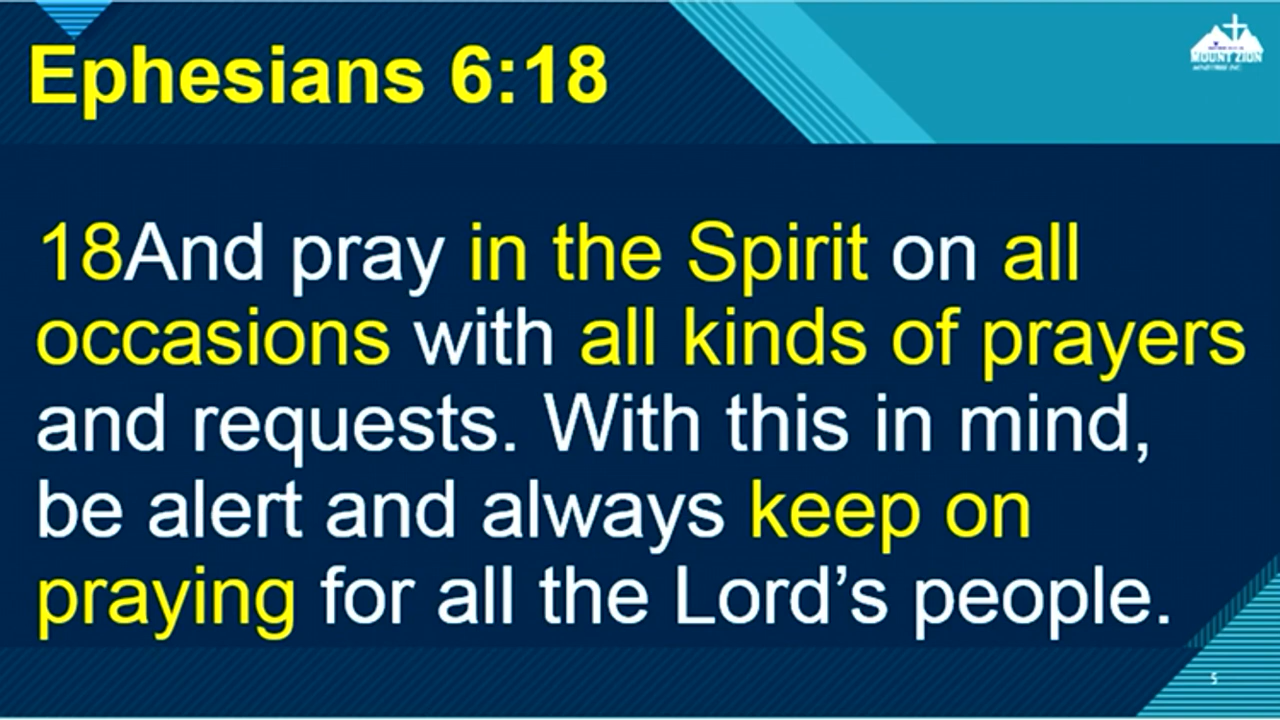 Ephesians 6:18
MOUNT ZION
18And pray in the Spirit on all
occasions with all kinds of prayers
and requests. With this in mind,
be alert and always keep on
praying for all the Lord’s people.
5